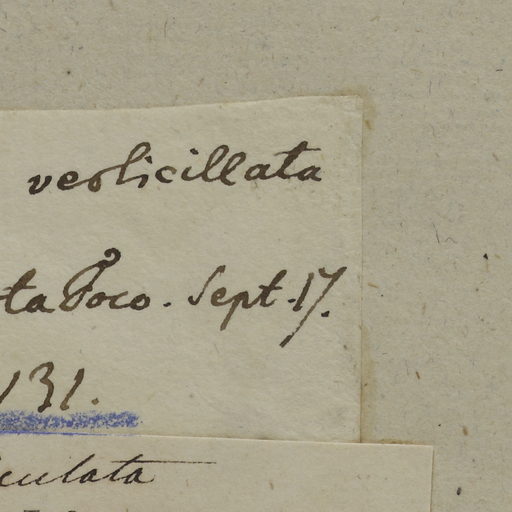 verticillata
ta Poco. Sept. 17.
131.
culata